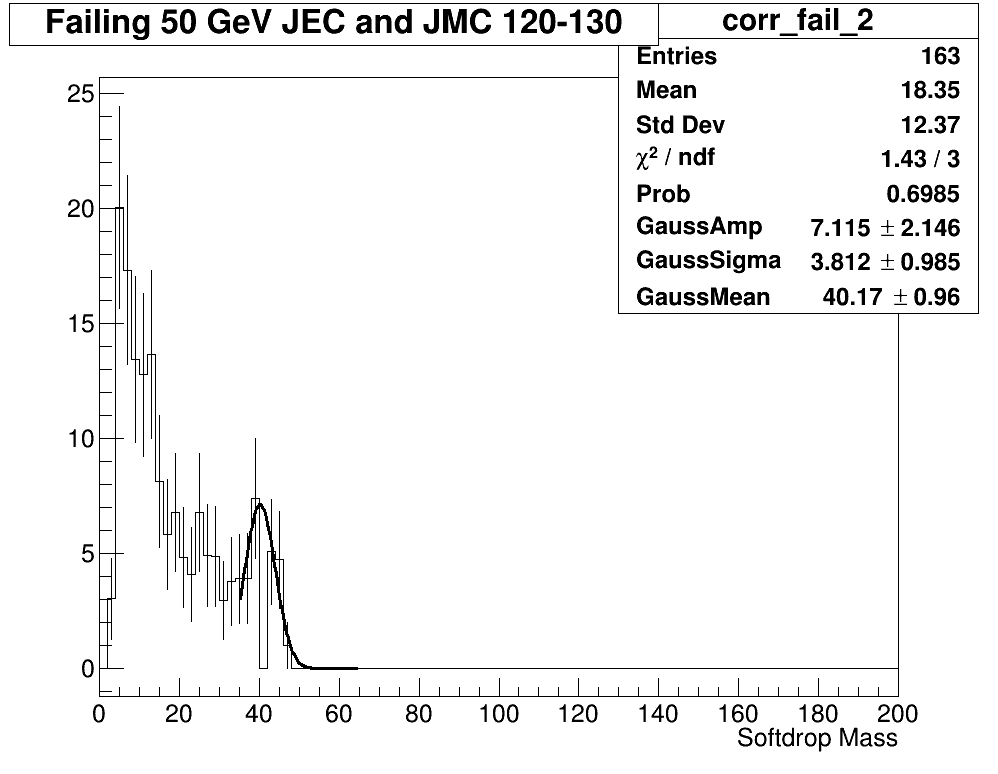 Failing 50 GeV JEC and JMC 120-130
corr_fail_2
Entries 163
Mean 18.35
Std Dev 12.37
χ² / ndf 1.43 / 3
Prob 0.6985
GaussAmp 7.115 ± 2.146
GaussSigma 3.812 ± 0.985
GaussMean 40.17 ± 0.96
25
20
15
10
5
0
0 20 40 60 80 100 120 140 160 180 200
Softdrop Mass